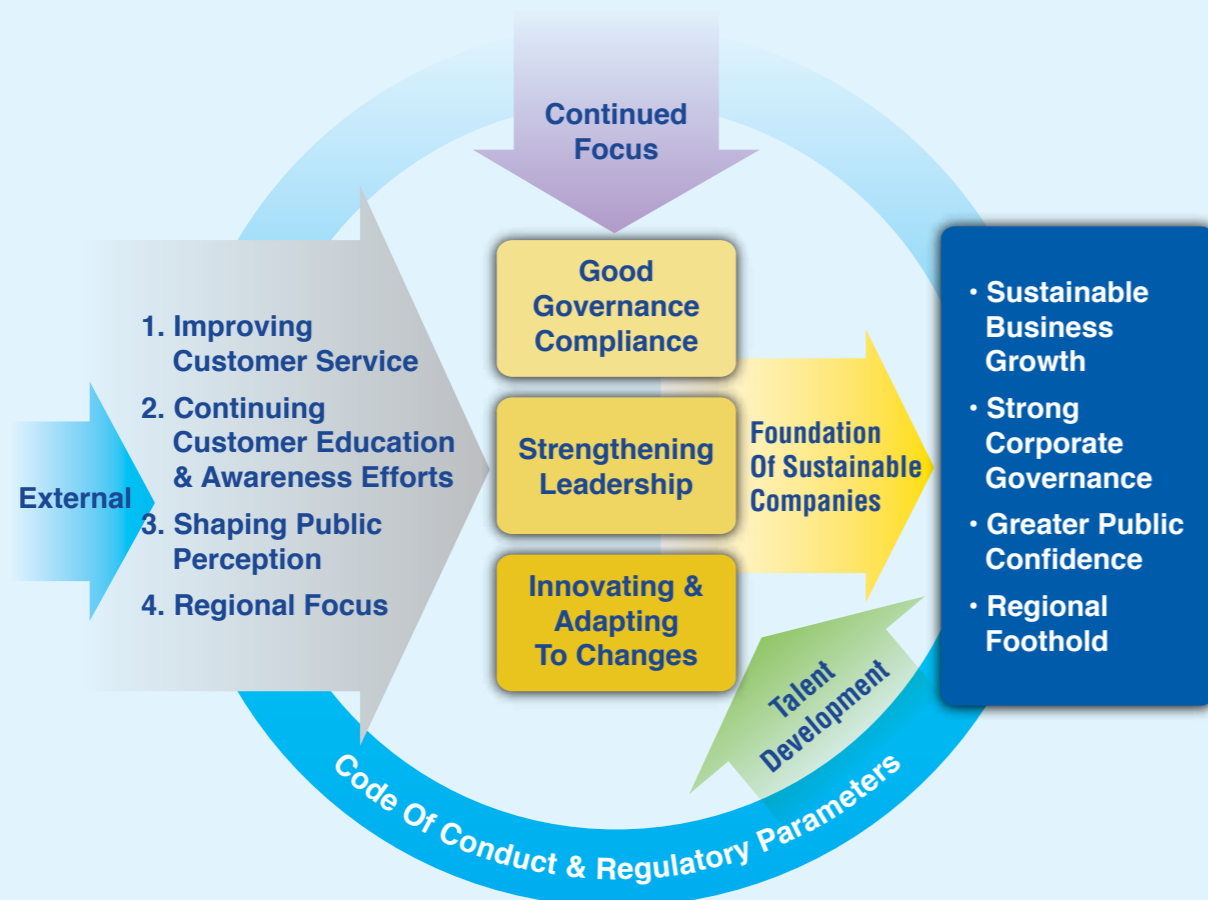 Continued
Focus
External
1. Improving
Customer Service
2. Continuing
Customer Education
& Awareness Efforts
3. Shaping Public
Perception
4. Regional Focus
Good
Governance
Compliance
Strengthening
Leadership
Innovating &
Adapting
To Changes
Foundation
Of Sustainable
Companies
Talent
Development
• Sustainable
Business
Growth
• Strong
Corporate
Governance
• Greater Public
Confidence
• Regional
Foothold
Code Of Conduct & Regulatory Parameters